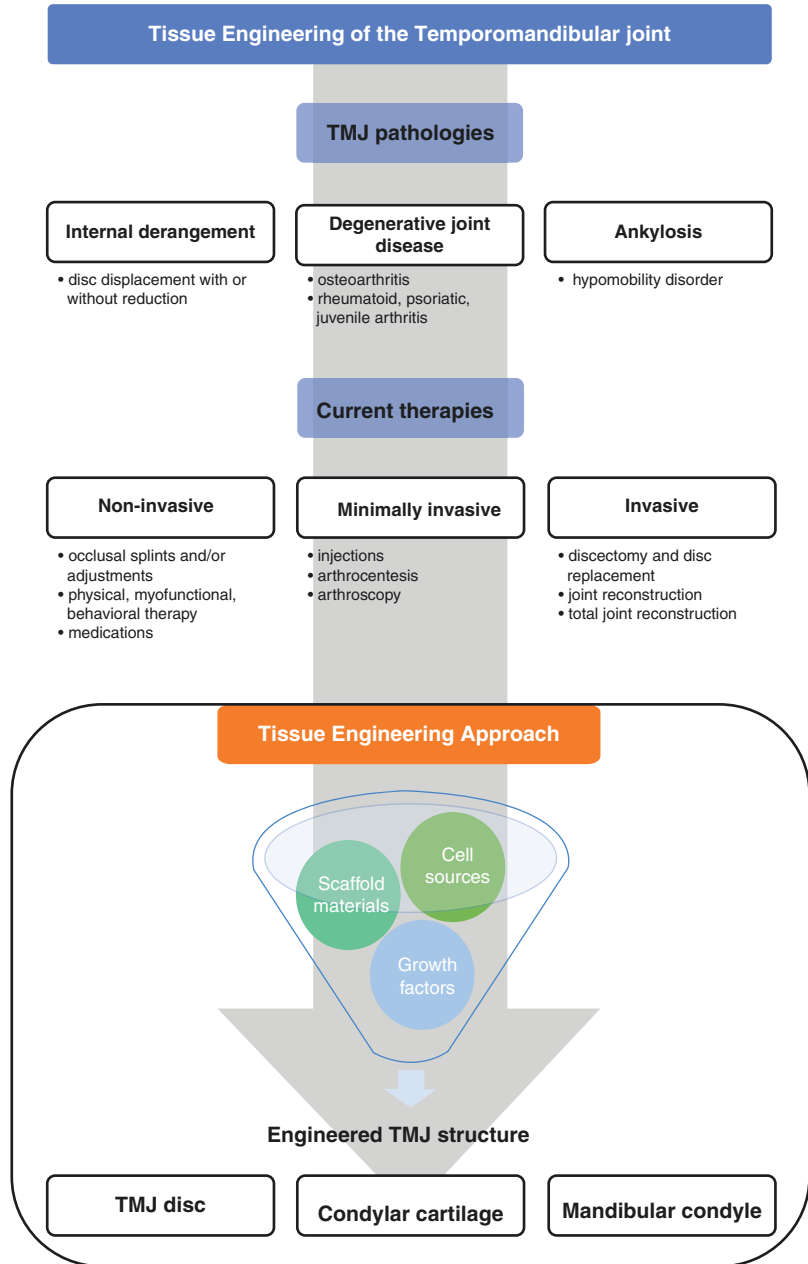 Tissue Engineering of the Temporomandibular joint
TMJ pathologies
Internal derangement
• disc displacement with or
without reduction
Degenerative joint
disease
• osteoarthritis
• rheumatoid, psoriatic,
juvenile arthritis
Ankylosis
• hypomobility disorder
Current therapies
Non-invasive
• occlusal splints and/or
adjustments
• physical, myofunctional,
behavioral therapy
• medications
Minimally invasive
• injections
• arthrocentesis
• arthroscopy
Invasive
• discectomy and disc
replacement
• joint reconstruction
• total joint reconstruction
Tissue Engineering Approach
Cell
sources
Scaffold
materials
Growth
factors
Engineered TMJ structure
TMJ disc
Condylar cartilage
Mandibular condyle